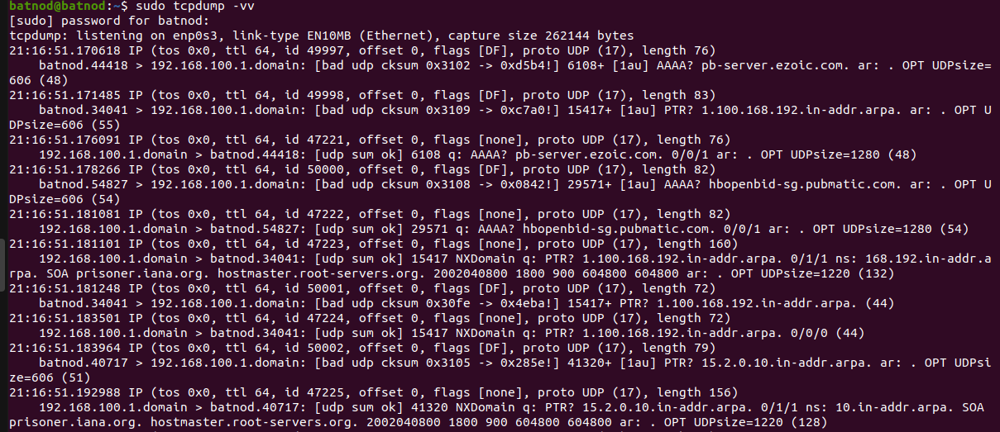 batnod@batnod:~$ sudo tcpdump -vv
[sudo] password for batnod:
tcpdump: listening on enp0s3, link-type EN10MB (Ethernet), capture size 262144 bytes
21:16:51.170618 IP (tos 0x0, ttl 64, id 49997, offset 0, flags [DF], proto UDP (17), length 76)
    batnod.44418 > 192.168.100.1.domain: [bad udp cksum 0x3102 -> 0xd5b4!] 6108+ [1au] AAAA? pb-server.ezoic.com. ar: . OPT UDPsize=
606 (48)
21:16:51.171485 IP (tos 0x0, ttl 64, id 49998, offset 0, flags [DF], proto UDP (17), length 83)
    batnod.34041 > 192.168.100.1.domain: [bad udp cksum 0x3109 -> 0xc7a0!] 15417+ [1au] PTR? 1.100.168.192.in-addr.arpa. ar: . OPT U
DPsize=606 (55)
21:16:51.176091 IP (tos 0x0, ttl 64, id 47221, offset 0, flags [none], proto UDP (17), length 76)
    192.168.100.1.domain > batnod.44418: [udp sum ok] 6108 q: AAAA? pb-server.ezoic.com. 0/0/1 ar: . OPT UDPsize=1280 (48)
21:16:51.178266 IP (tos 0x0, ttl 64, id 50000, offset 0, flags [DF], proto UDP (17), length 82)
    batnod.54827 > 192.168.100.1.domain: [bad udp cksum 0x3108 -> 0x0842!] 29571+ [1au] AAAA? hbopenbid-sg.pubmatic.com. ar: . OPT U
DPsize=606 (54)
21:16:51.181081 IP (tos 0x0, ttl 64, id 47222, offset 0, flags [none], proto UDP (17), length 82)
    192.168.100.1.domain > batnod.54827: [udp sum ok] 29571 q: AAAA? hbopenbid-sg.pubmatic.com. 0/0/1 ar: . OPT UDPsize=1280 (54)
21:16:51.181101 IP (tos 0x0, ttl 64, id 47223, offset 0, flags [none], proto UDP (17), length 160)
    192.168.100.1.domain > batnod.34041: [udp sum ok] 15417 NXDomain q: PTR? 1.100.168.192.in-addr.arpa. 0/1/1 ns: 168.192.in-addr.a
rpa. SOA prisoner.iana.org. hostmaster.root-servers.org. 2002040800 1800 900 604800 604800 ar: . OPT UDPsize=1220 (132)
21:16:51.181248 IP (tos 0x0, ttl 64, id 50001, offset 0, flags [DF], proto UDP (17), length 72)
    batnod.34041 > 192.168.100.1.domain: [bad udp cksum 0x30fe -> 0x4eba!] 15417+ PTR? 1.100.168.192.in-addr.arpa. (44)
21:16:51.183501 IP (tos 0x0, ttl 64, id 47224, offset 0, flags [none], proto UDP (17), length 72)
    192.168.100.1.domain > batnod.34041: [udp sum ok] 15417 NXDomain q: PTR? 1.100.168.192.in-addr.arpa. 0/0/0 (44)
21:16:51.183964 IP (tos 0x0, ttl 64, id 50002, offset 0, flags [DF], proto UDP (17), length 79)
    batnod.40717 > 192.168.100.1.domain: [bad udp cksum 0x3105 -> 0x285e!] 41320+ [1au] PTR? 15.2.0.10.in-addr.arpa. ar: . OPT UDPsi
ze=606 (51)
21:16:51.192988 IP (tos 0x0, ttl 64, id 47225, offset 0, flags [none], proto UDP (17), length 156)
    192.168.100.1.domain > batnod.40717: [udp sum ok] 41320 NXDomain q: PTR? 15.2.0.10.in-addr.arpa. 0/1/1 ns: 10.in-addr.arpa. SOA
prisoner.iana.org. hostmaster.root-servers.org. 2002040800 1800 900 604800 604800 ar: . OPT UDPsize=1220 (128)